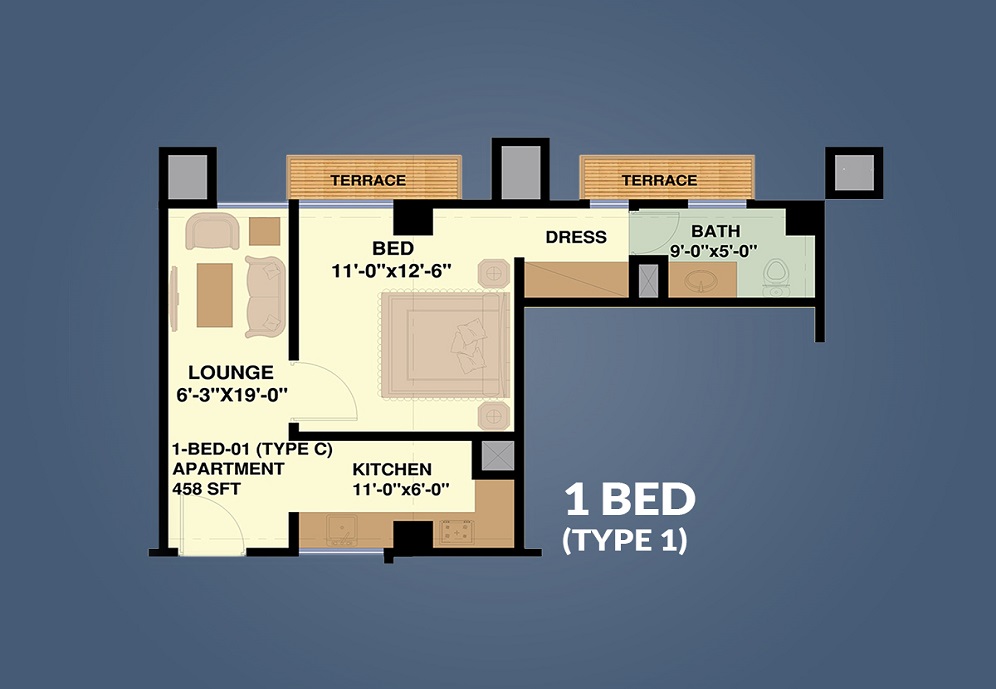 TERRACE
TERRACE
BED
11'-0"x12'-6"
DRESS
BATH
9'-0"x5'-0"
LOUNGE
6'-3"X19'-0"
1-BED-01 (TYPE C)
APARTMENT
458 SFT
KITCHEN
11'-0"x6'-0"
1 BED
(TYPE 1)